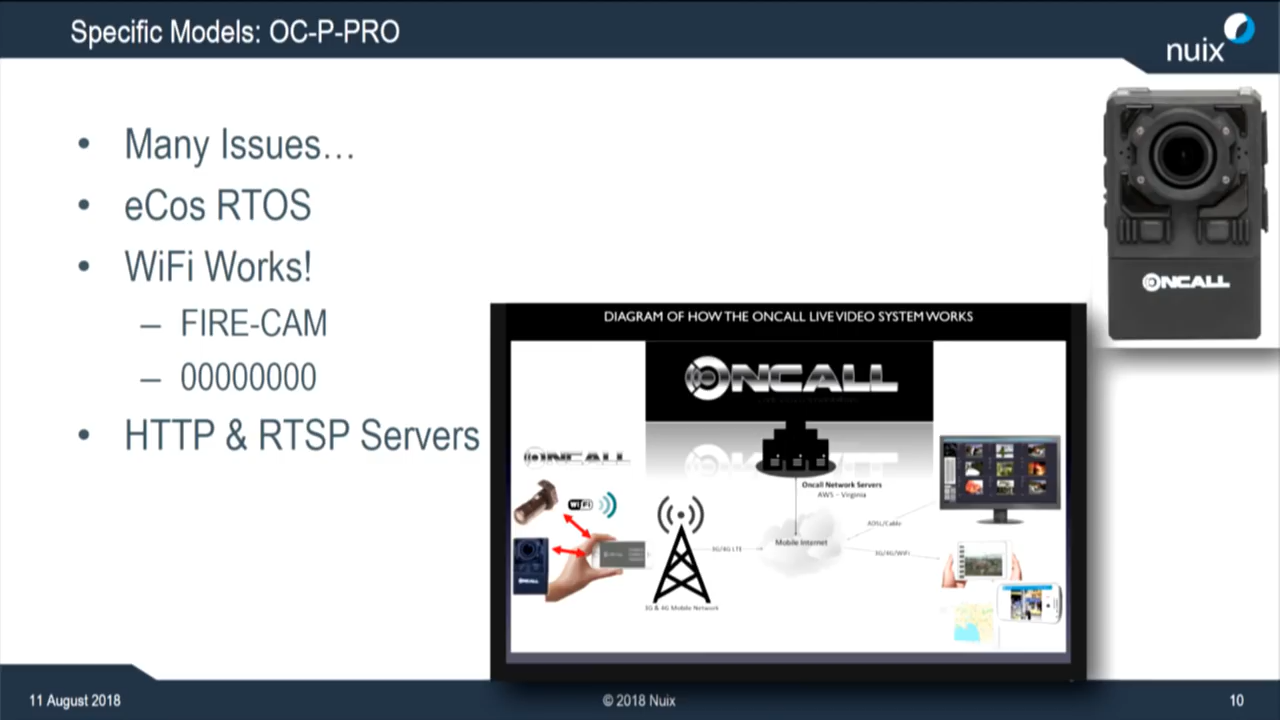 Specific Models: OC-P-PRO
nuix
• Many Issues…
• eCos RTOS
• WiFi Works!
– FIRE-CAM
– 00000000
• HTTP & RTSP Servers
ONCALL
DIAGRAM OF HOW THE ONCALL LIVE VIDEO SYSTEM WORKS
ONCALL
ONCALL
Oncall Network Servers
AWS – Virginia
WiFi
ADSL/Cable
Mobile Internet
3G/4G LTE
3G/4G/WiFi
ONCALL
3G & 4G Mobile Network
11 August 2018
© 2018 Nuix
10